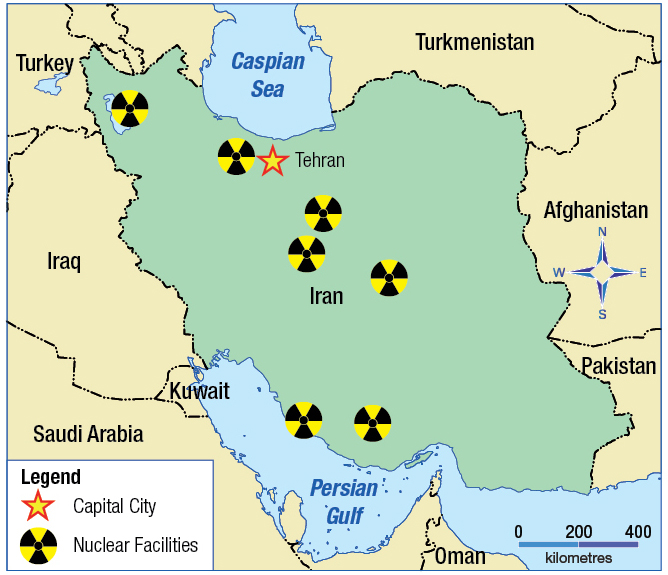 Turkey
Caspian
Sea
Turkmenistan
Tehran
Afghanistan
N
W
E
S
Iraq
Iran
Pakistan
Kuwait
Saudi Arabia
Persian
Gulf
Oman
Legend
Capital City
Nuclear Facilities
0 200 400
kilometres